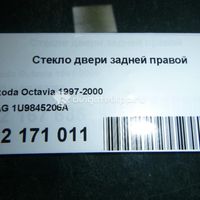 Стекло двери задней правой
koda Octavia 1997-2000
AG 1U9845206A
2 171 011